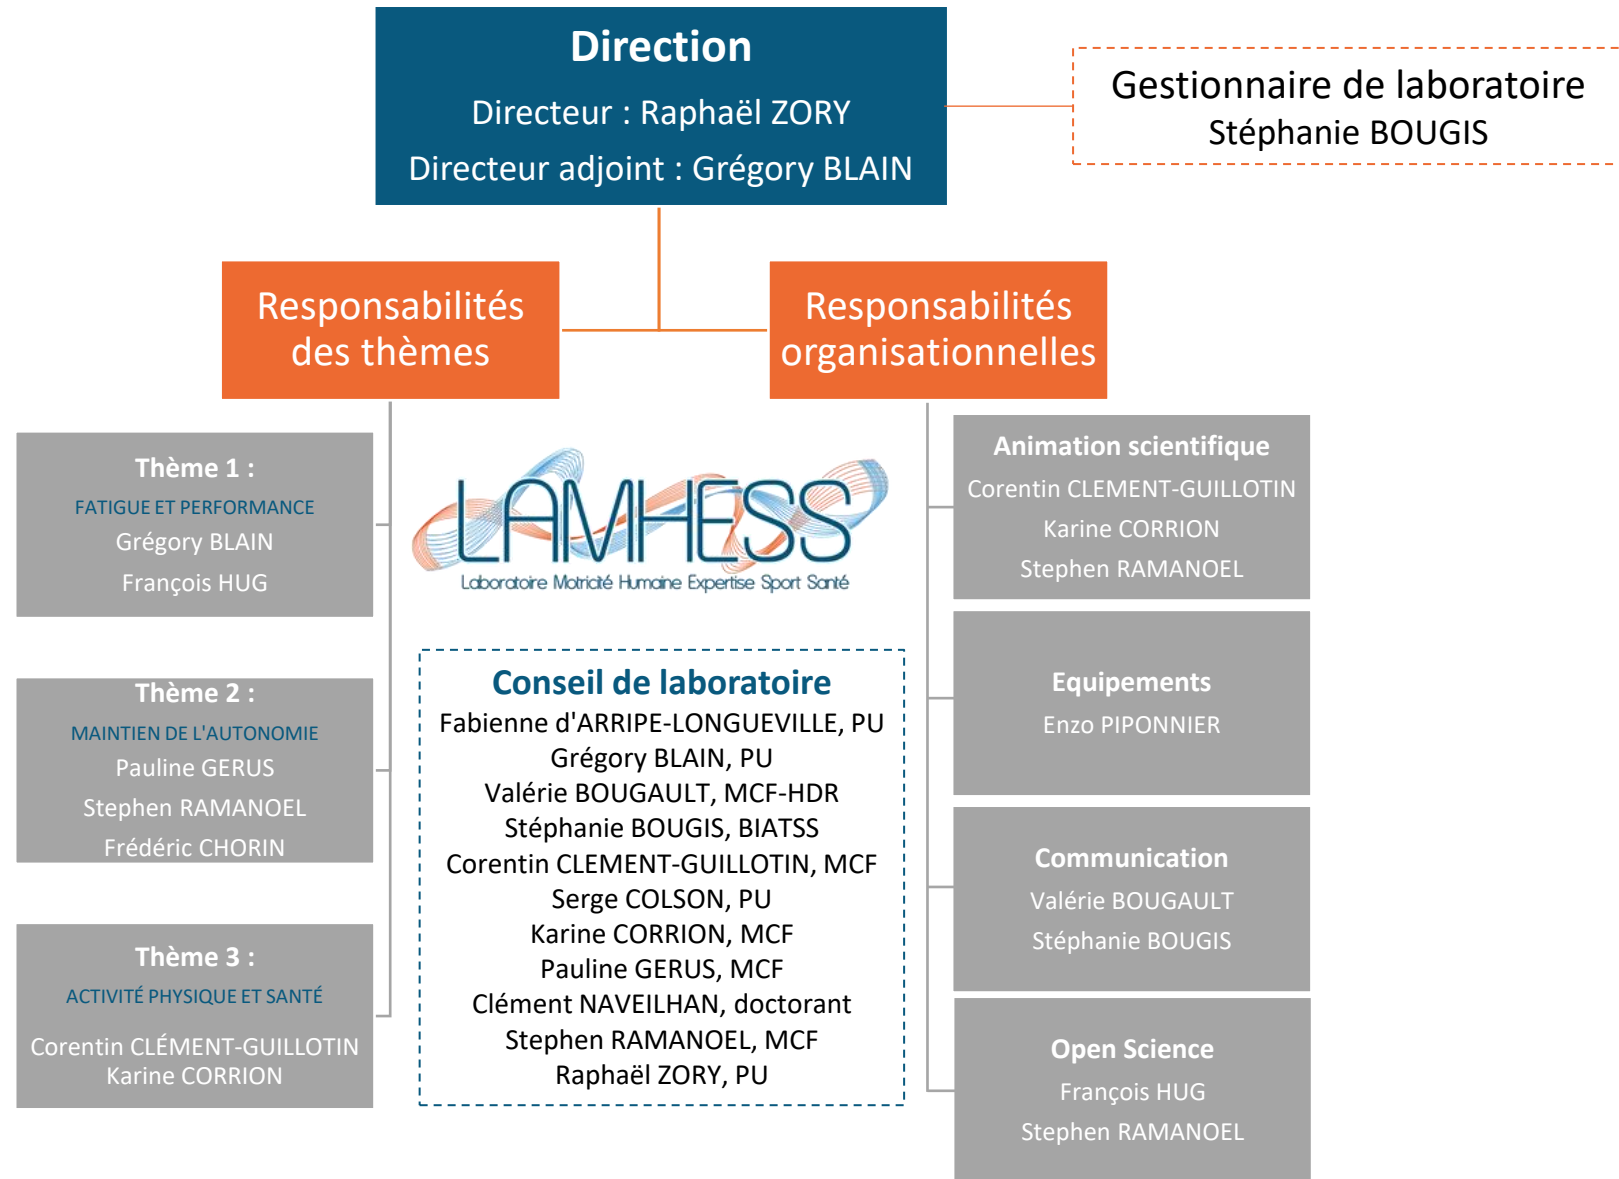 Direction
Directeur : Raphaël ZORY
Directeur adjoint : Grégory BLAIN
Gestionnaire de laboratoire
Stéphanie BOUGIS
Responsabilités
des thèmes
Responsabilités
organisationnelles
Thème 1 :
FATIGUE ET PERFORMANCE
Grégory BLAIN
François HUG
Thème 2 :
MAINTIEN DE L'AUTONOMIE
Pauline GERUS
Stephen RAMANOEL
Frédéric CHORIN
Thème 3 :
ACTIVITÉ PHYSIQUE ET SANTÉ
Corentin CLÉMENT-GUILLOTIN
Karine CORRION
LAMHESS
Laboratoire Motricité Humaine Expertise Sport Santé
Conseil de laboratoire
Fabienne d'ARRIPE-LONGUEVILLE, PU
Grégory BLAIN, PU
Valérie BOUGAULT, MCF-HDR
Stéphanie BOUGIS, BIATSS
Corentin CLEMENT-GUILLOTIN, MCF
Serge COLSON, PU
Karine CORRION, MCF
Pauline GERUS, MCF
Clément NAVEILHAN, doctorant
Stephen RAMANOEL, MCF
Raphaël ZORY, PU
Animation scientifique
Corentin CLEMENT-GUILLOTIN
Karine CORRION
Stephen RAMANOEL
Equipements
Enzo PIPONNIER
Communication
Valérie BOUGAULT
Stéphanie BOUGIS
Open Science
François HUG
Stephen RAMANOEL